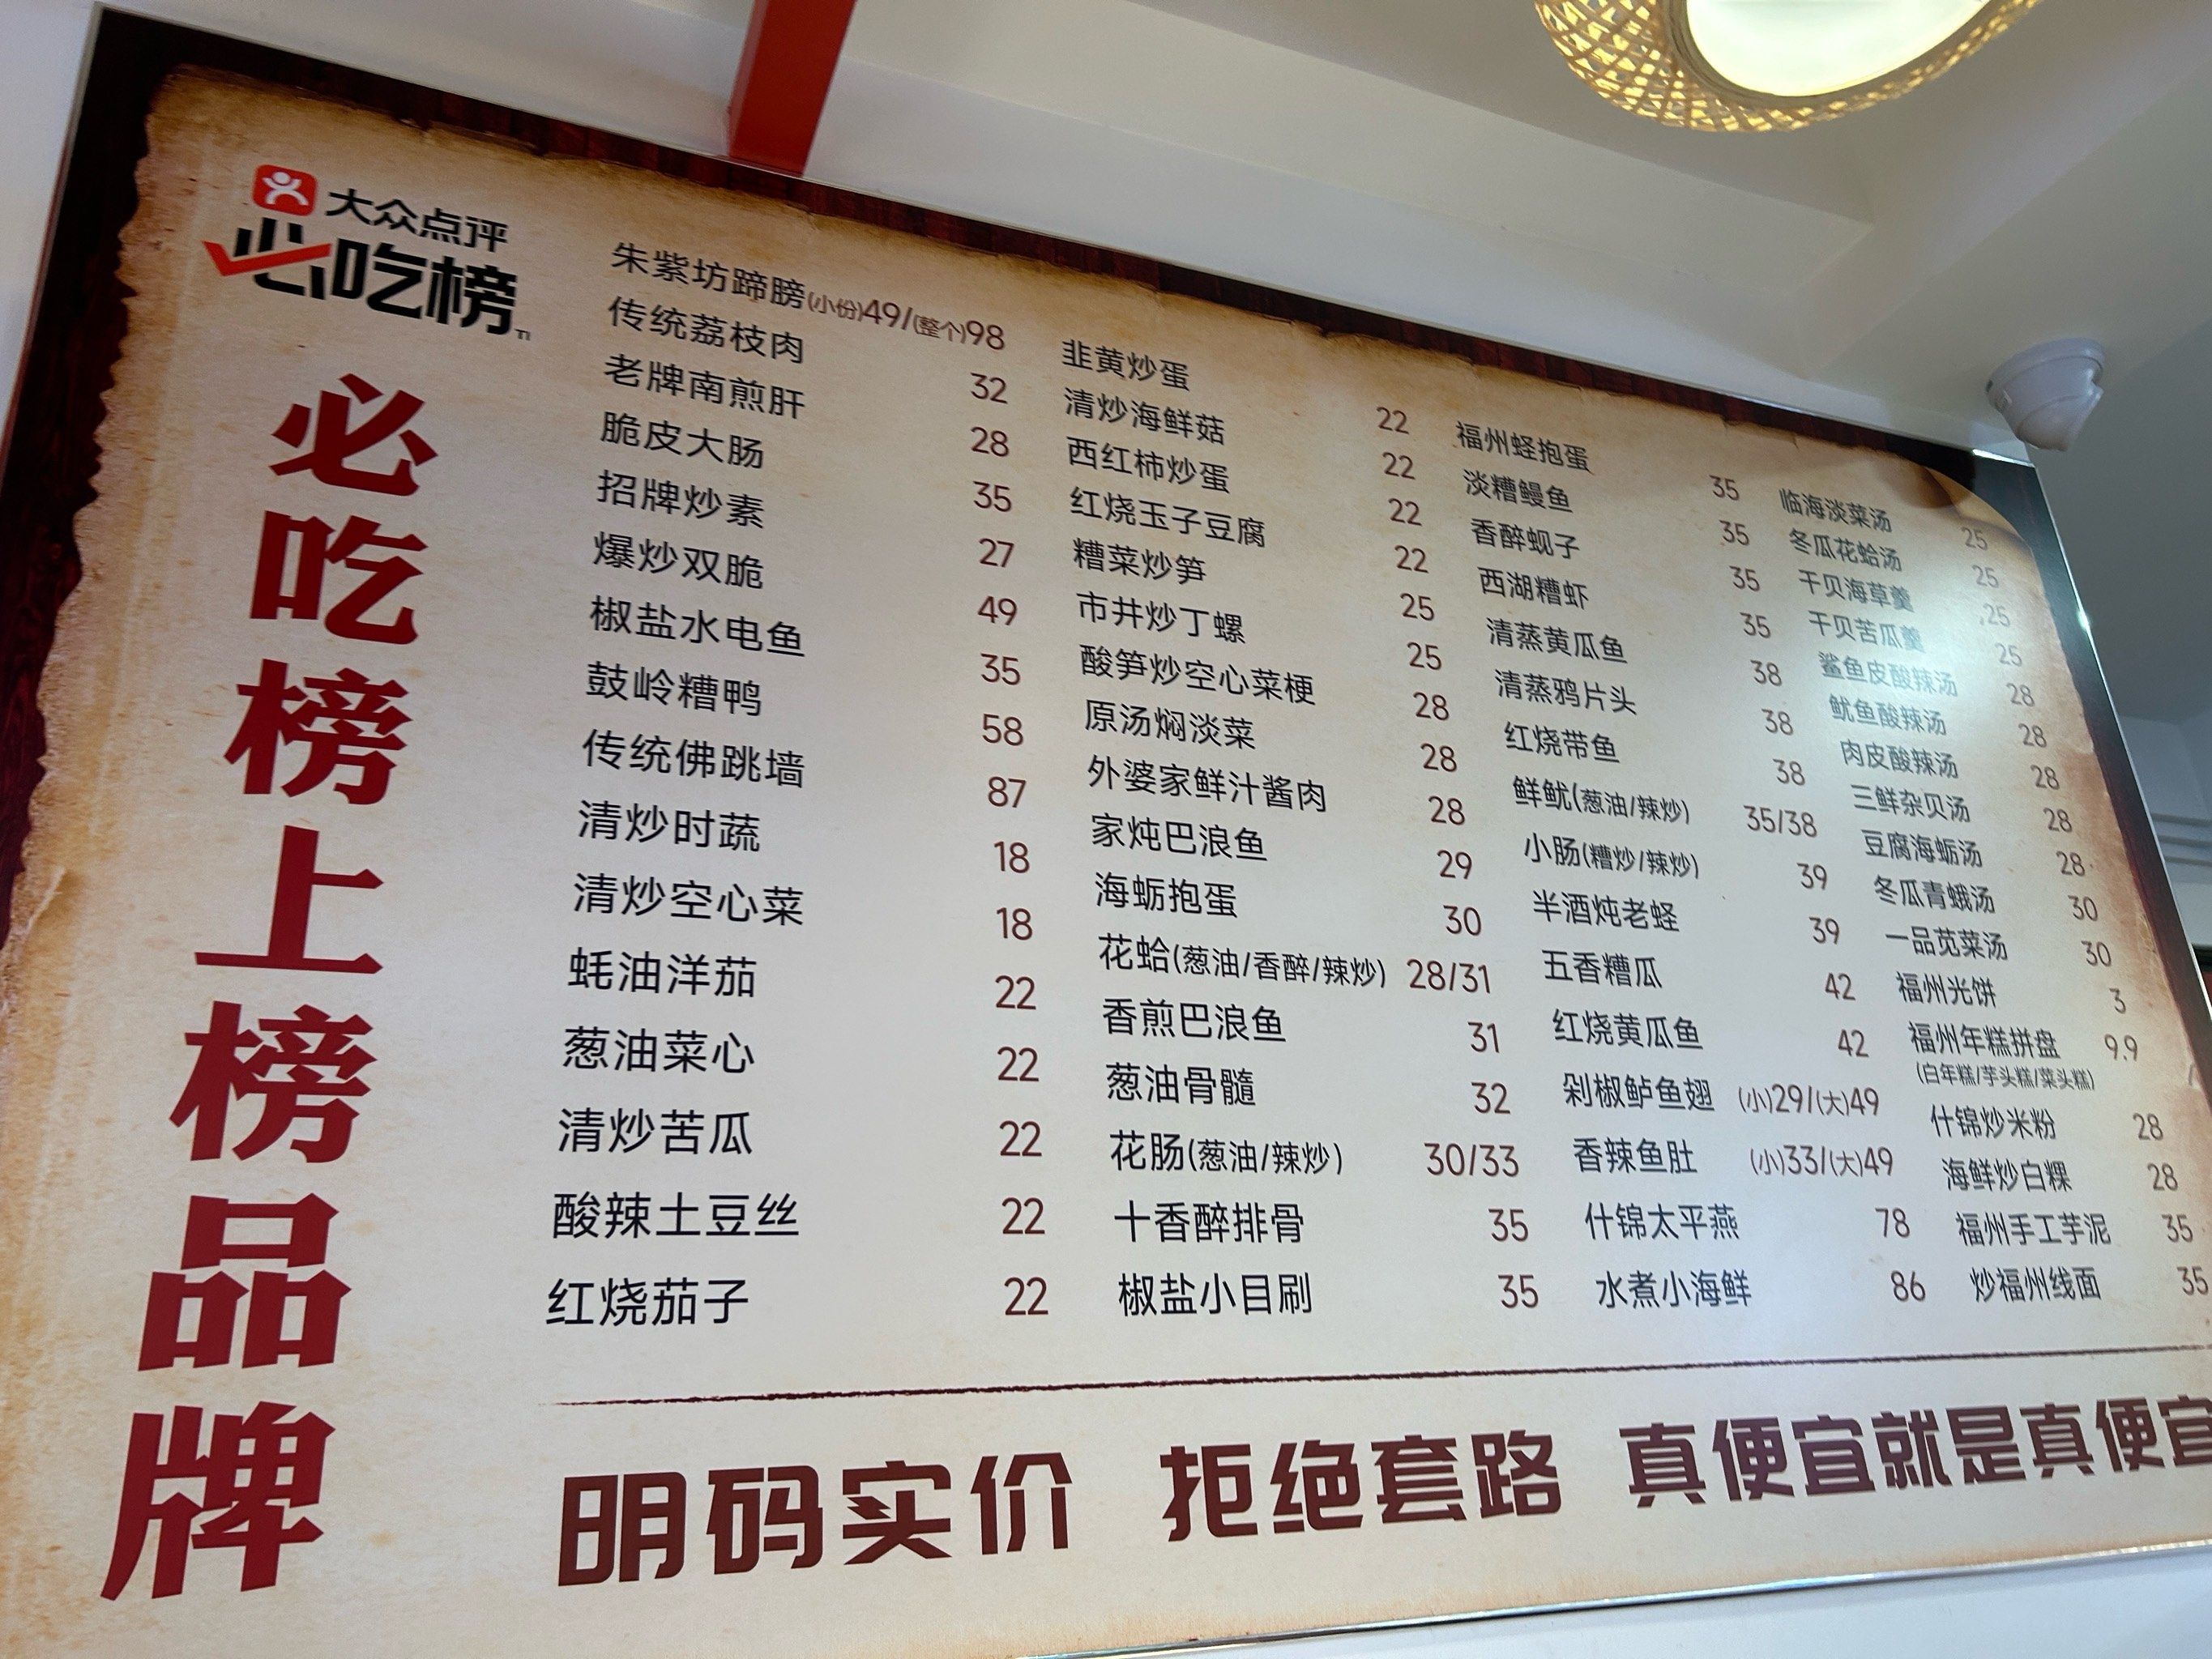 大众点评
必吃榜
必吃榜上榜品牌
朱紫坊蹄膀(小份)49/(整个)98
传统荔枝肉 32
老牌南煎肝 28
脆皮大肠 35
招牌炒素 27
爆炒双脆 49
椒盐水电鱼 35
鼓岭糟鸭 58
传统佛跳墙 87
清炒时蔬 18
清炒空心菜 18
蚝油洋茄 22
葱油菜心 22
清炒苦瓜 22
酸辣土豆丝 22
红烧茄子 22
韭黄炒蛋 22
清炒海鲜菇 22
西红柿炒蛋 22
红烧玉子豆腐 22
糟菜炒笋 25
市井炒丁螺 25
酸笋炒空心菜梗 28
原汤焖淡菜 28
外婆家鲜汁酱肉 28
家炖巴浪鱼 29
海蛎抱蛋 30
花蛤(葱油/香醉/辣炒) 28/31
香煎巴浪鱼 31
葱油骨髓 32
花肠(葱油/辣炒) 30/33
十香醉排骨 35
椒盐小目刷 35
福州蛏抱蛋 35
淡糟鳗鱼 35
香醉蚬子 35
西湖糟虾 35
清蒸黄瓜鱼 38
清蒸鸦片头 38
红烧带鱼 38
鲜鱿(葱油/辣炒) 35/38
小肠(糟炒/辣炒) 39
半酒炖老蛏 39
五香糟瓜 42
红烧黄瓜鱼 42
剁椒鲈鱼翅 (小)29/(大)49
香辣鱼肚 (小)33/(大)49
什锦太平燕 78
水煮小海鲜 86
临海淡菜汤 25
冬瓜花蛤汤 25
干贝海草羹 25
干贝苦瓜羹 25
鲨鱼皮酸辣汤 28
鱿鱼酸辣汤 28
肉皮酸辣汤 28
三鲜杂贝汤 28
豆腐海蛎汤 28
冬瓜青蛾汤 30
一品苋菜汤 30
福州光饼 3
福州年糕拼盘 9.9
(白年糕/芋头糕/菜头糕)
什锦炒米粉 28
海鲜炒白粿 28
福州手工芋泥 35
炒福州线面 35
明码实价 拒绝套路 真便宜就是真便宜